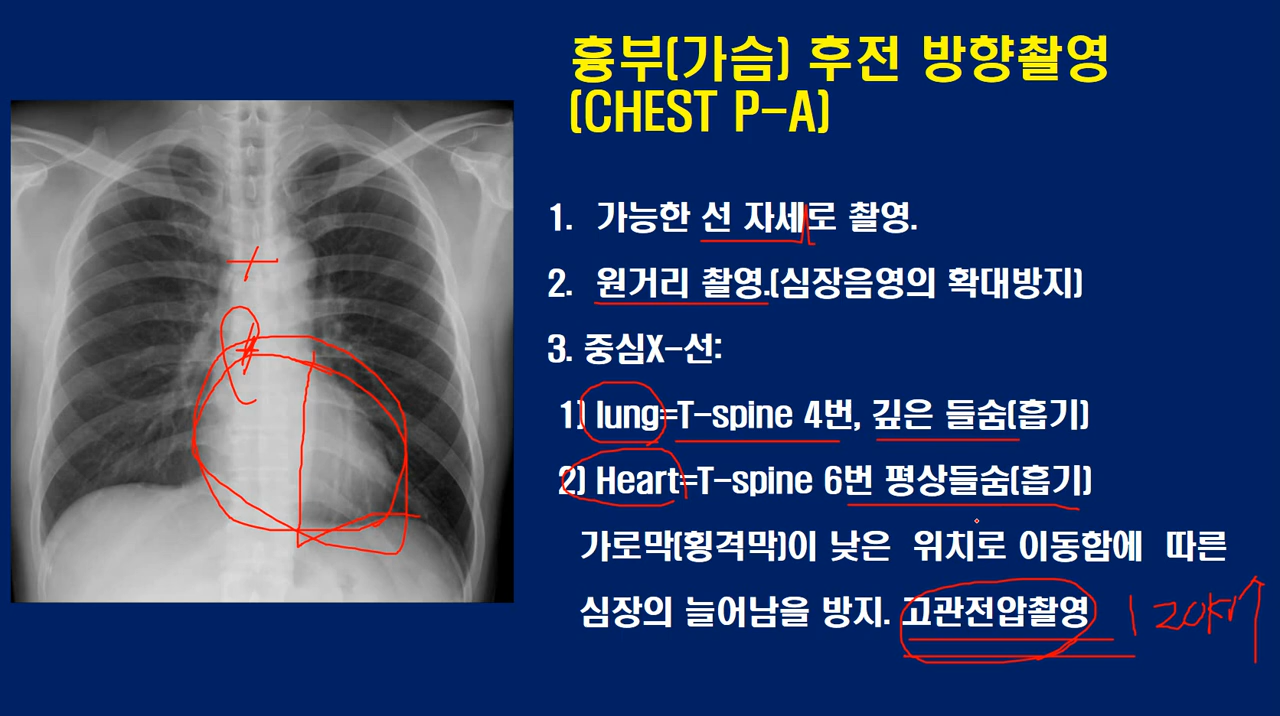 흉부(가슴) 후전 방향촬영
(CHEST P-A)
1. 가능한 선 자세로 촬영.
2. 원거리 촬영.(심장음영의 확대방지)
3. 중심X-선:
1) lung=T-spine 4번, 깊은 들숨(흡기)
2) Heart=T-spine 6번 평상들숨(흡기)
가로막(횡격막)이 낮은 위치로 이동함에 따른
심장의 늘어남을 방지. 고관전압촬영 120kV↑